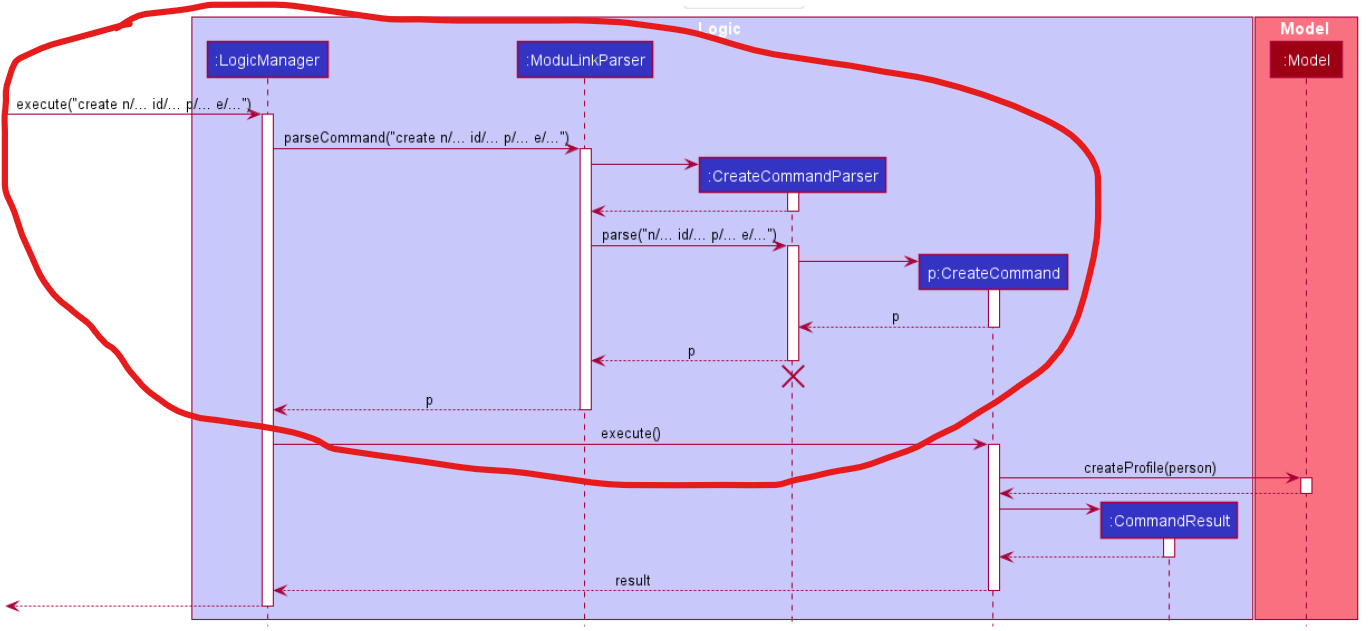 Logic
Model
:LogicManager
:ModuLinkParser
:Model
execute("create n/... id/... p/... e/...")
parseCommand("create n/... id/... p/... e/...")
:CreateCommandParser
parse("n/... id/... p/... e/...")
p:CreateCommand
p
p
p
execute()
createProfile(person)
:CommandResult
result